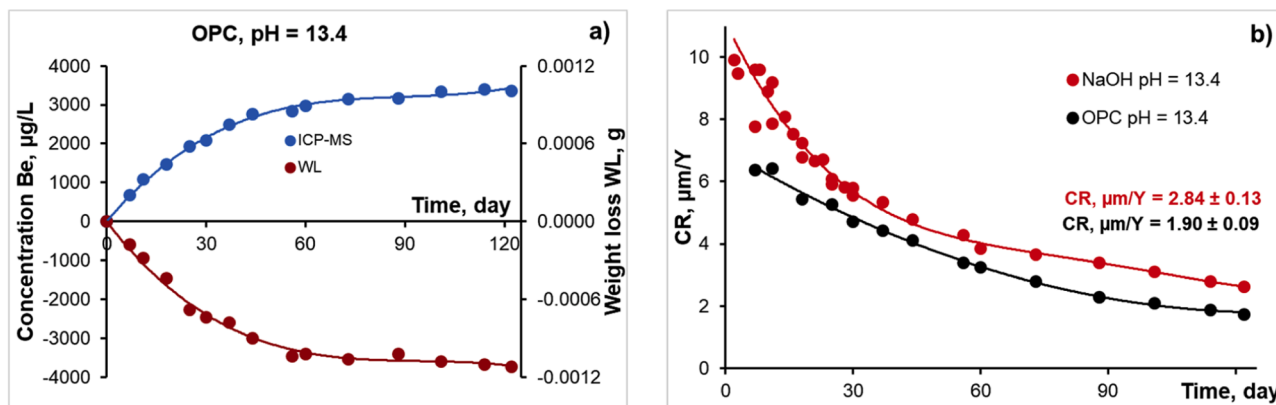 OPC, pH = 13.4
a)
Concentration Be, µg/L
4000
3000
2000
1000
0
-1000
-2000
-3000
-4000
ICP-MS
WL
Time, day
0
30
60
90
120
0.0012
0.0006
0.0000
-0.0006
-0.0012
Weight loss WL, g
b)
CR, µm/Y
10
8
6
4
2
0
NaOH pH = 13.4
OPC pH = 13.4
CR, µm/Y = 2.84 ± 0.13
CR, µm/Y = 1.90 ± 0.09
0
30
60
90
Time, day